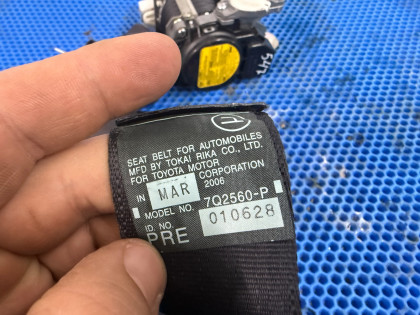 SEAT BELT FOR AUTOMOBILES
MFD BY TOKAI RIKA CO., LTD.
FOR TOYOTA MOTOR
CORPORATION
IN MAR 2006
MODEL NO. 7Q2560-P
ID NO. 010628
PRE